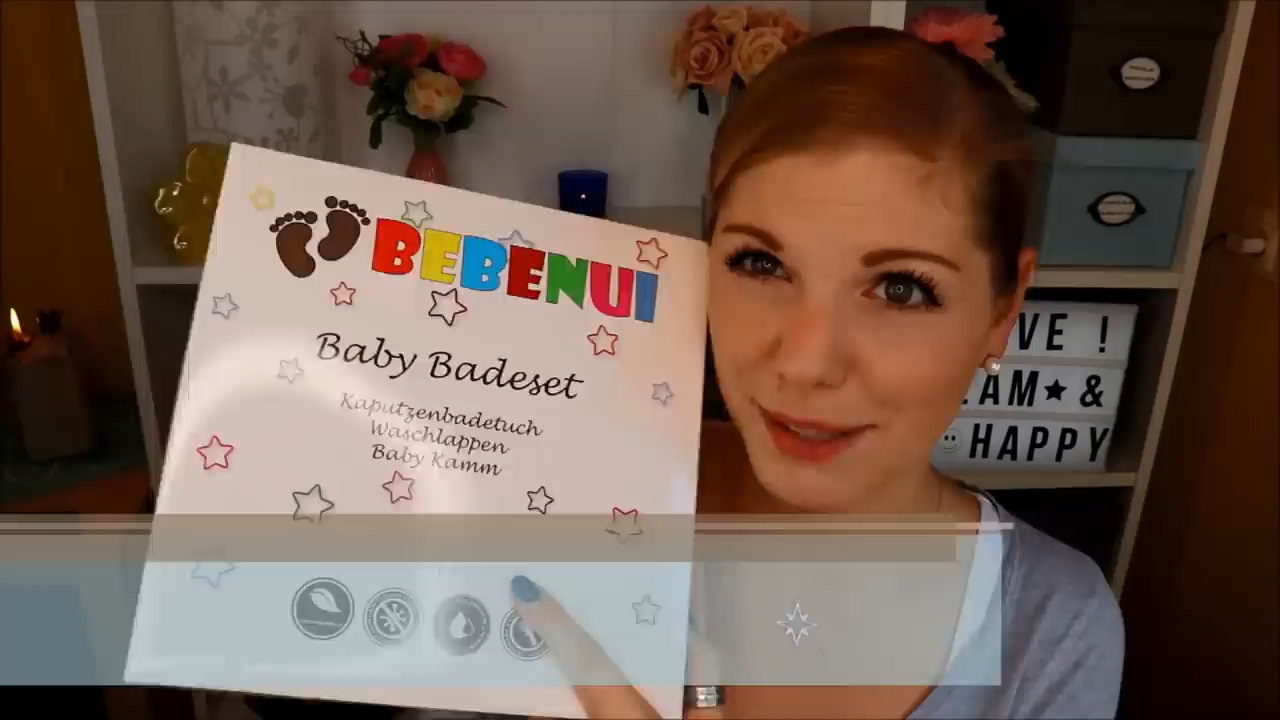 BEBENUI
Baby Badeset
Kaputzenbadetuch
Waschlappen
Baby Kamm
VE !
AM★&
☺HAPPY